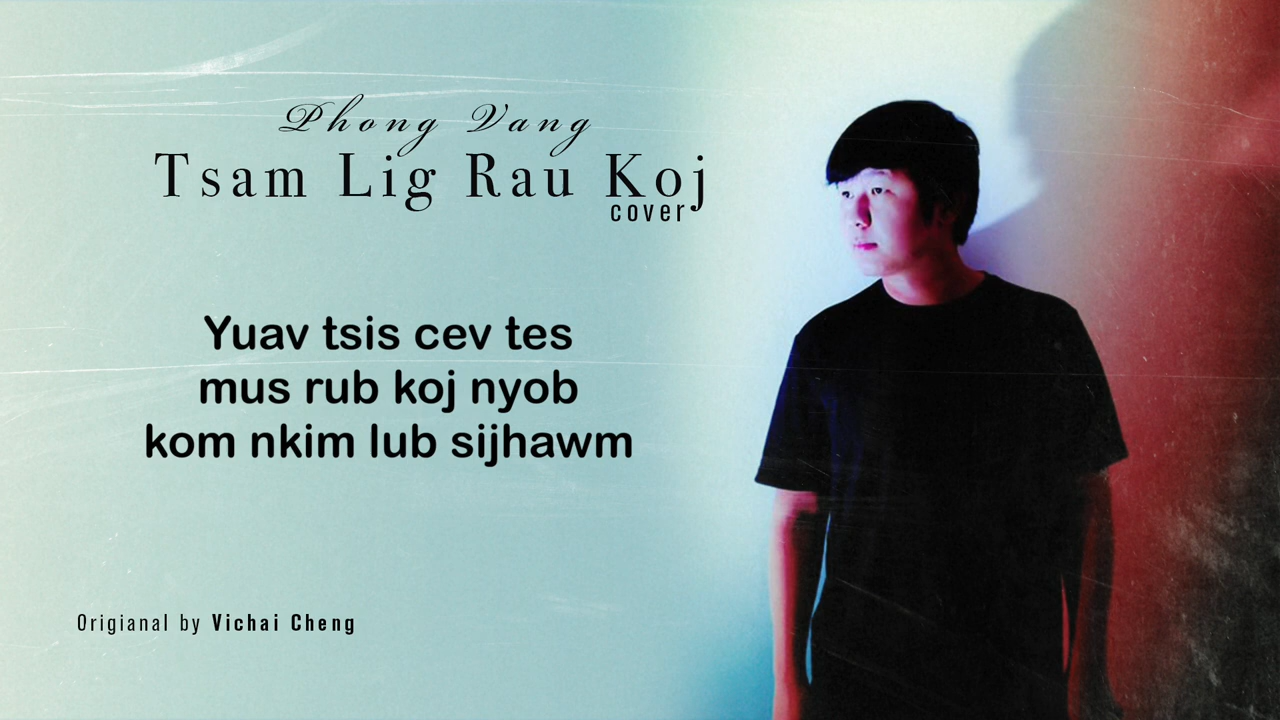 Phong Vang
Tsam Lig Rau Koj
cover
Yuav tsis cev tes
mus rub koj nyob
kom nkim lub sijhawm
Origianal by Vichai Cheng